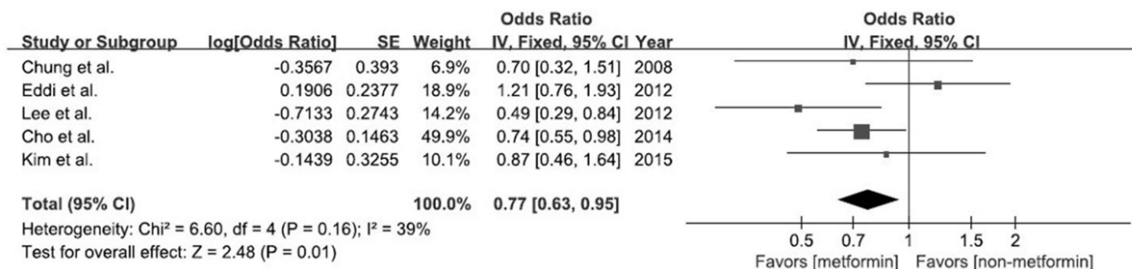 Odds Ratio Odds Ratio
Study or Subgroup log[Odds Ratio] SE Weight IV, Fixed, 95% CI Year IV, Fixed, 95% CI
Chung et al. -0.3567 0.393 6.9% 0.70 [0.32, 1.51] 2008
Eddi et al. 0.1906 0.2377 18.9% 1.21 [0.76, 1.93] 2012
Lee et al. -0.7133 0.2743 14.2% 0.49 [0.29, 0.84] 2012
Cho et al. -0.3038 0.1463 49.9% 0.74 [0.55, 0.98] 2014
Kim et al. -0.1439 0.3255 10.1% 0.87 [0.46, 1.64] 2015
Total (95% CI) 100.0% 0.77 [0.63, 0.95]
Heterogeneity: Chi² = 6.60, df = 4 (P = 0.16); I² = 39%
Test for overall effect: Z = 2.48 (P = 0.01)
0.5 0.7 1 1.5 2
Favors [metformin] Favors [non-metformin]